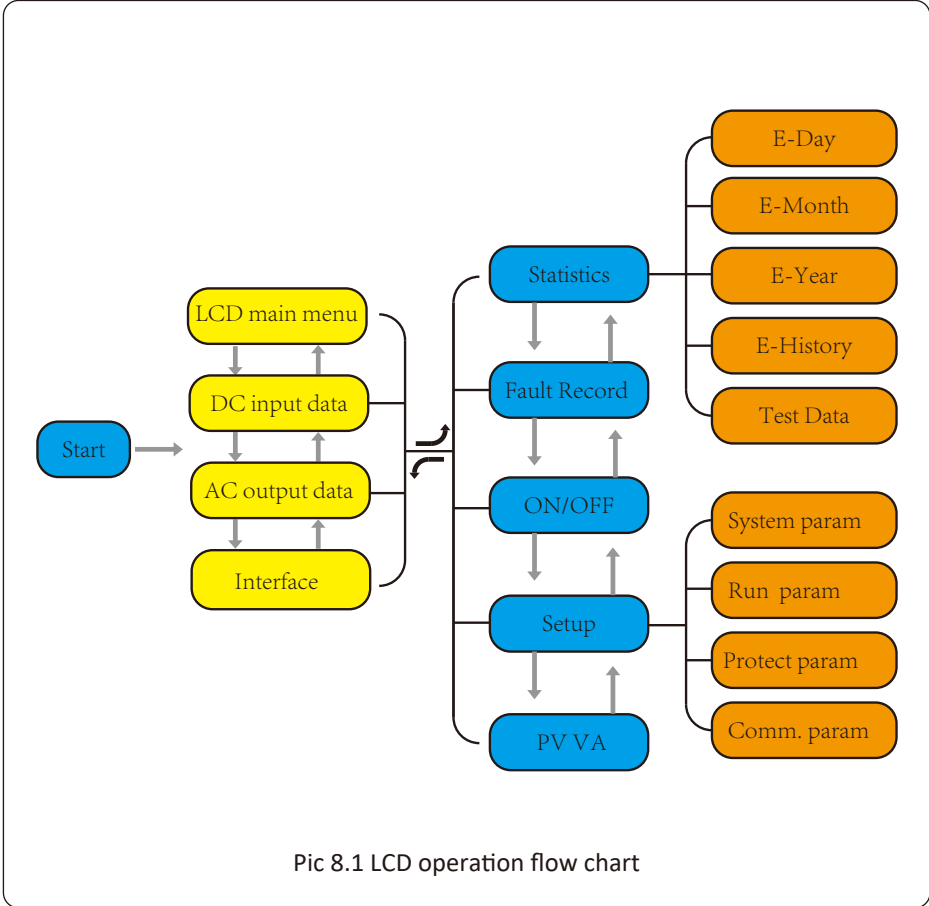 Start
LCD main menu
DC input data
AC output data
Interface
Statistics
Fault Record
ON/OFF
Setup
PV VA
E-Day
E-Month
E-Year
E-History
Test Data
System param
Run param
Protect param
Comm. param
Pic 8.1 LCD operation flow chart